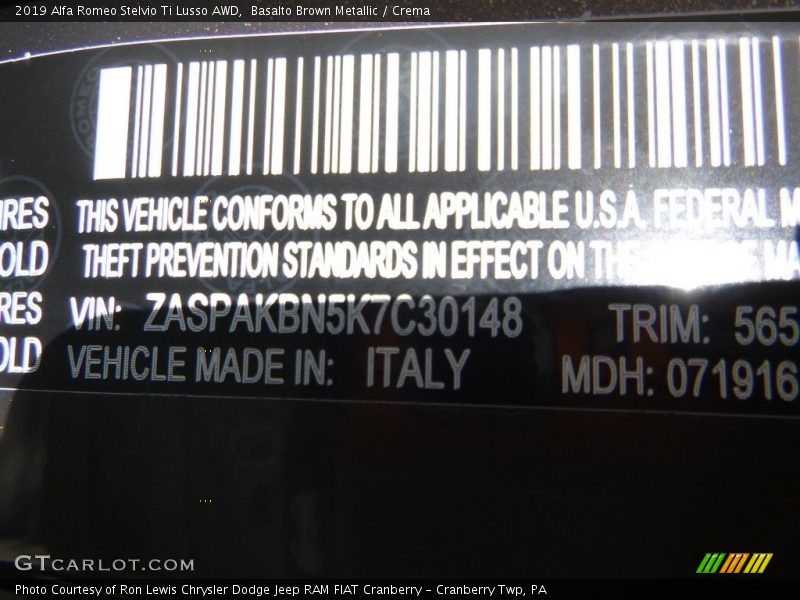 2019 Alfa Romeo Stelvio Ti Lusso AWD, Basalto Brown Metallic / Crema
IRES THIS VEHICLE CONFORMS TO ALL APPLICABLE U.S.A. FEDERAL M
OLD THEFT PREVENTION STANDARDS IN EFFECT ON THE MA
RES VIN: ZASPAKBN5K7C30148 TRIM: 565
OLD VEHICLE MADE IN: ITALY MDH: 071916
GTCARLOT.COM
Photo Courtesy of Ron Lewis Chrysler Dodge Jeep RAM FIAT Cranberry – Cranberry Twp, PA